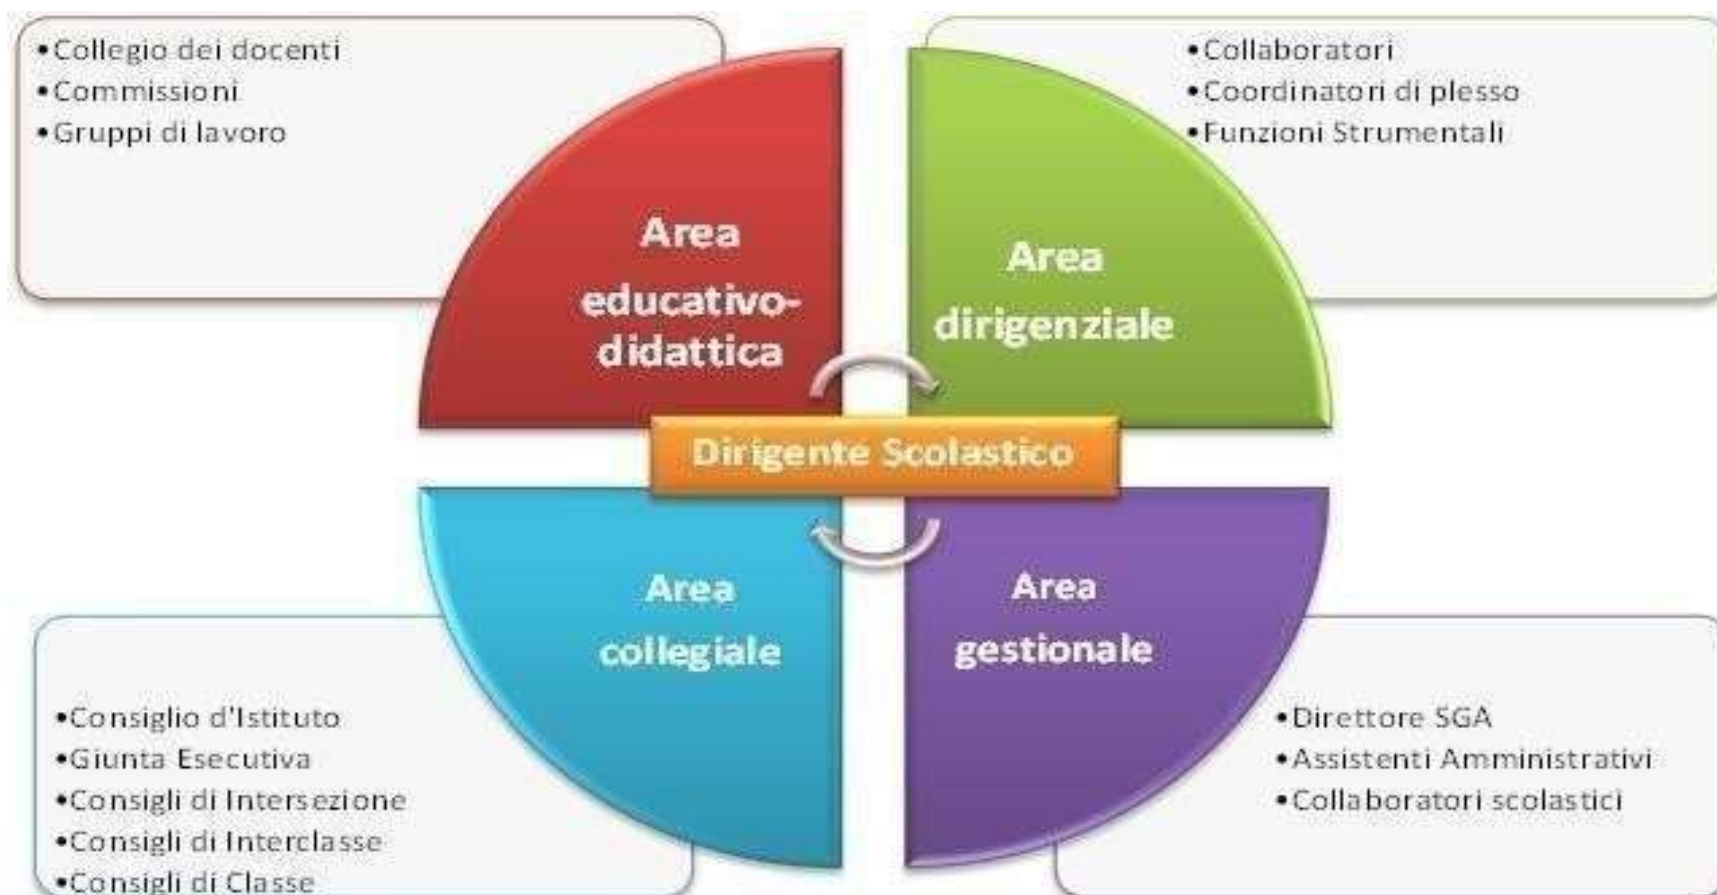 •Collegio dei docenti
•Commissioni
•Gruppi di lavoro
•Collaboratori
•Coordinatori di plesso
•Funzioni Strumentali
Area
educativo-
didattica
Area
dirigenziale
Dirigente Scolastico
Area
collegiale
Area
gestionale
•Consiglio d'Istituto
•Giunta Esecutiva
•Consigli di Intersezione
•Consigli di Interclasse
•Consigli di Classe
•Direttore SGA
•Assistenti Amministrativi
•Collaboratori scolastici